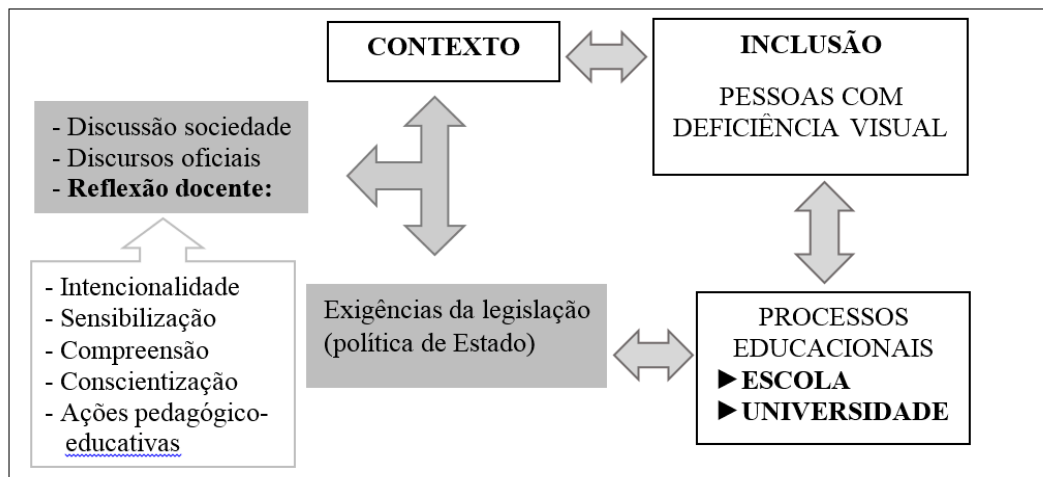 CONTEXTO
INCLUSÃO
PESSOAS COM
DEFICIÊNCIA VISUAL
- Discussão sociedade
- Discursos oficiais
- Reflexão docente:
- Intencionalidade
- Sensibilização
- Compreensão
- Conscientização
- Ações pedagógico-
educativas
Exigências da legislação
(política de Estado)
PROCESSOS
EDUCACIONAIS
►ESCOLA
►UNIVERSIDADE